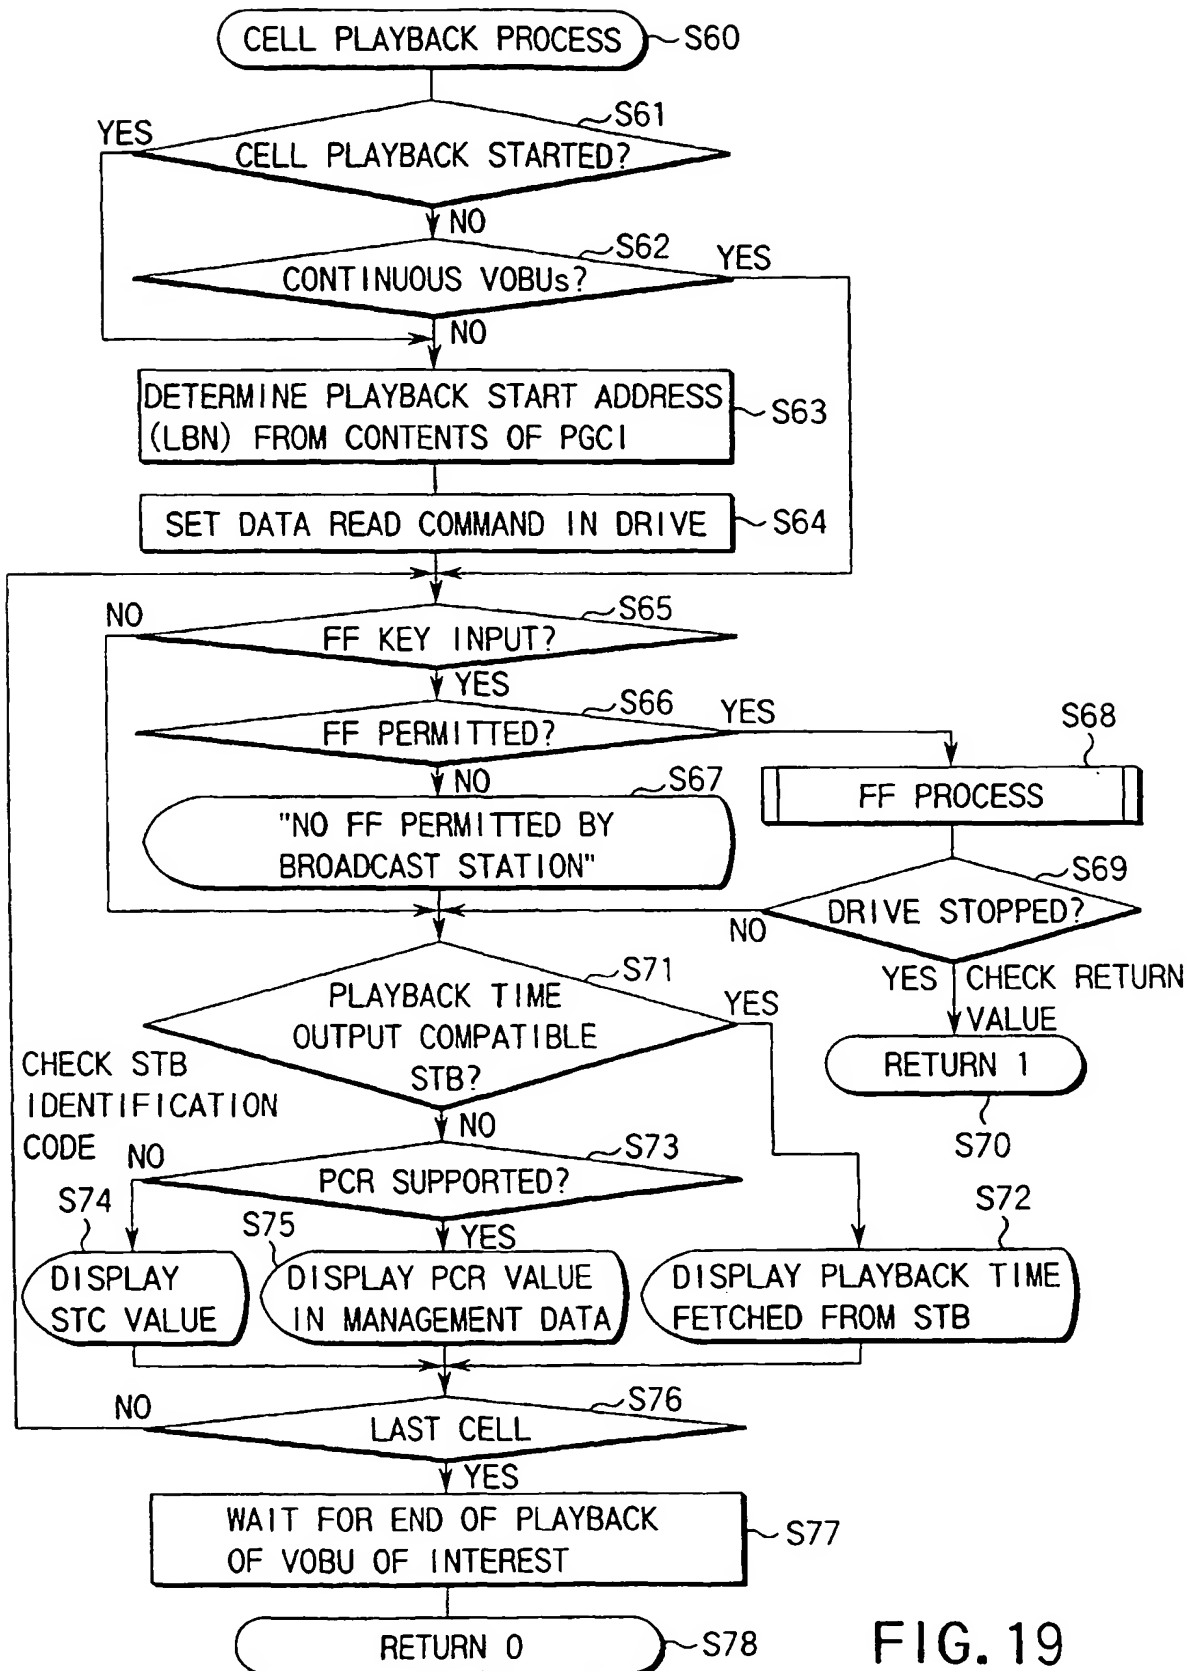 CELL PLAYBACK PROCESS
S60
S61
YES
CELL PLAYBACK STARTED?
NO
S62
YES
CONTINUOUS VOBUs?
NO
DETERMINE PLAYBACK START ADDRESS
(LBN) FROM CONTENTS OF PGCI
S63
SET DATA READ COMMAND IN DRIVE
S64
NO
S65
FF KEY INPUT?
YES
S66
YES
FF PERMITTED?
S68
NO
S67
FF PROCESS
"NO FF PERMITTED BY
BROADCAST STATION"
S69
DRIVE STOPPED?
NO
YES
CHECK RETURN
VALUE
RETURN 1
S70
S71
YES
PLAYBACK TIME
OUTPUT COMPATIBLE
STB?
CHECK STB
IDENTIFICATION
CODE
NO
NO
S73
PCR SUPPORTED?
S74
S75
YES
S72
DISPLAY
STC VALUE
DISPLAY PCR VALUE
IN MANAGEMENT DATA
DISPLAY PLAYBACK TIME
FETCHED FROM STB
NO
S76
LAST CELL
YES
WAIT FOR END OF PLAYBACK
OF VOBU OF INTEREST
S77
RETURN 0
S78
FIG. 19